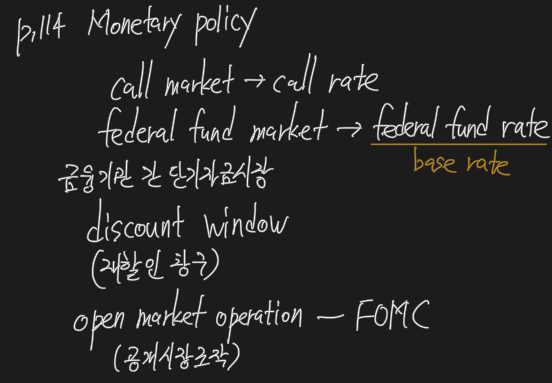 p.114 Monetary policy
call market → call rate
federal fund market → federal fund rate
base rate
금융기관 간 단기자금시장
discount window
(재할인 창구)
open market operation — FOMC
(공개시장조작)